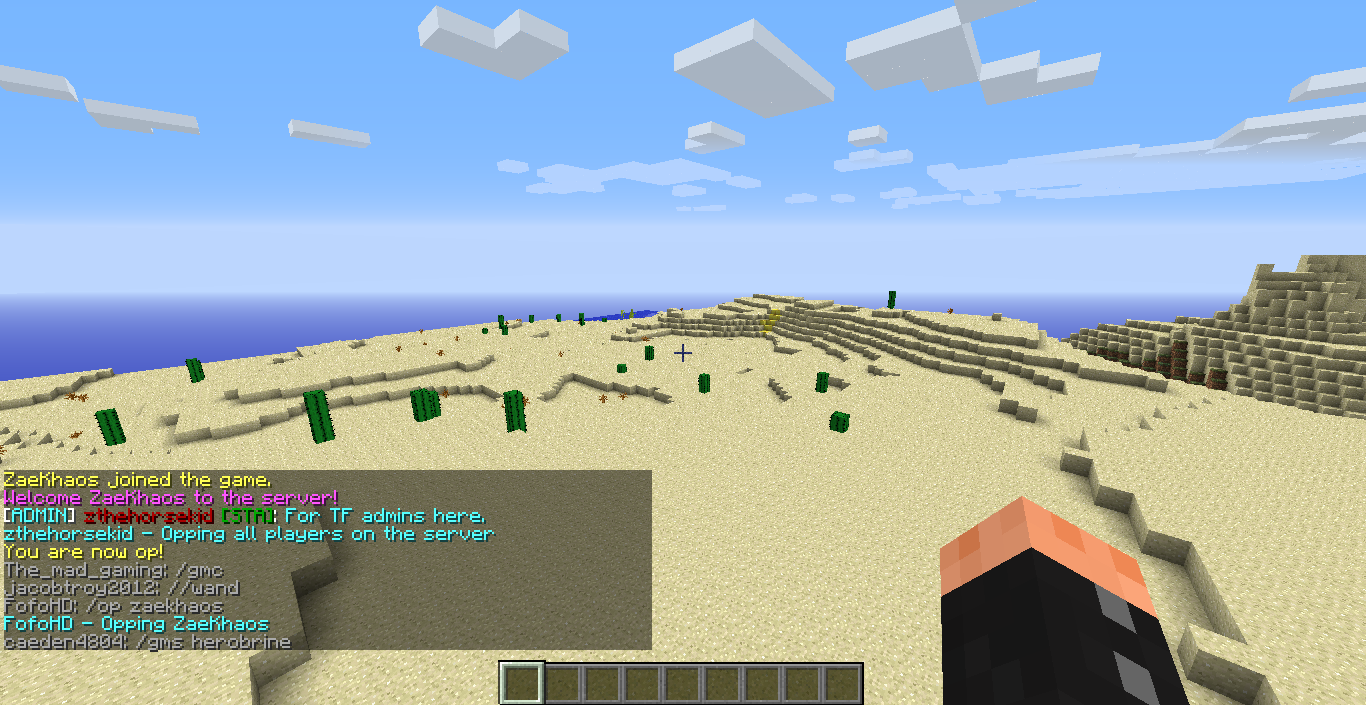 ZaeKhaos joined the game.
Welcome ZaeKhaos to the server!
[ADMIN] zthehorsekid [STA]: For TF admins here.
zthehorsekid - Opping all players on the server
You are now op!
The_mad_gaming: /gmc
jacobtroy2012: //wand
FofoHD: /op zaekhaos
FofoHD - Opping ZaeKhaos
caeden4804: /gms herobrine